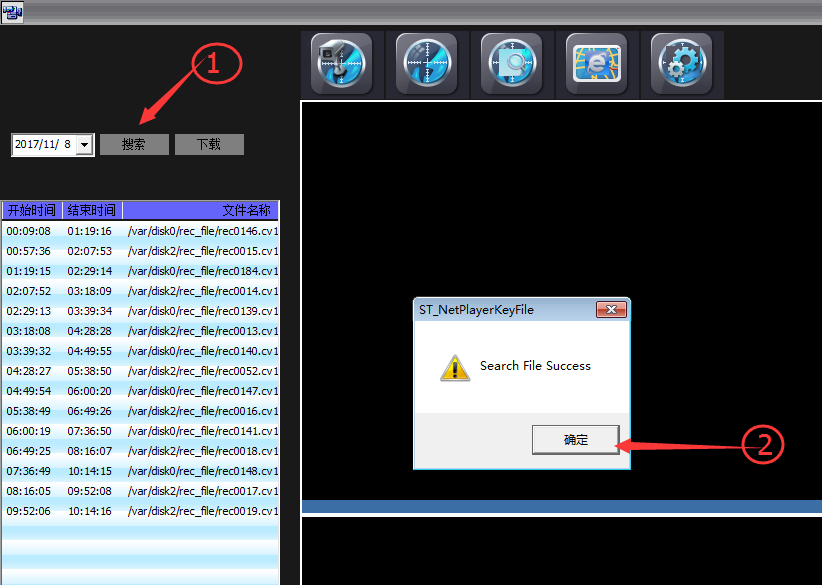 ①
2017/11/ 8 搜索 下载
开始时间 结束时间 文件名称
00:09:08 01:19:16 /var/disk0/rec_file/rec0146.cv1
00:57:36 02:07:53 /var/disk2/rec_file/rec0015.cv1
01:19:15 02:29:14 /var/disk0/rec_file/rec0184.cv1
02:07:52 03:18:09 /var/disk2/rec_file/rec0014.cv1
02:29:13 03:39:34 /var/disk0/rec_file/rec0139.cv1
03:18:08 04:28:28 /var/disk2/rec_file/rec0013.cv1
03:39:32 04:49:55 /var/disk0/rec_file/rec0140.cv1
04:28:27 05:38:50 /var/disk2/rec_file/rec0052.cv1
04:49:54 06:00:20 /var/disk0/rec_file/rec0147.cv1
05:38:49 06:49:26 /var/disk2/rec_file/rec0016.cv1
06:00:19 07:36:50 /var/disk0/rec_file/rec0141.cv1
06:49:25 08:16:07 /var/disk2/rec_file/rec0018.cv1
07:36:49 10:14:15 /var/disk0/rec_file/rec0148.cv1
08:16:05 09:52:08 /var/disk2/rec_file/rec0017.cv1
09:52:06 10:14:16 /var/disk2/rec_file/rec0019.cv1
ST_NetPlayerKeyFile
Search File Success
确定
②